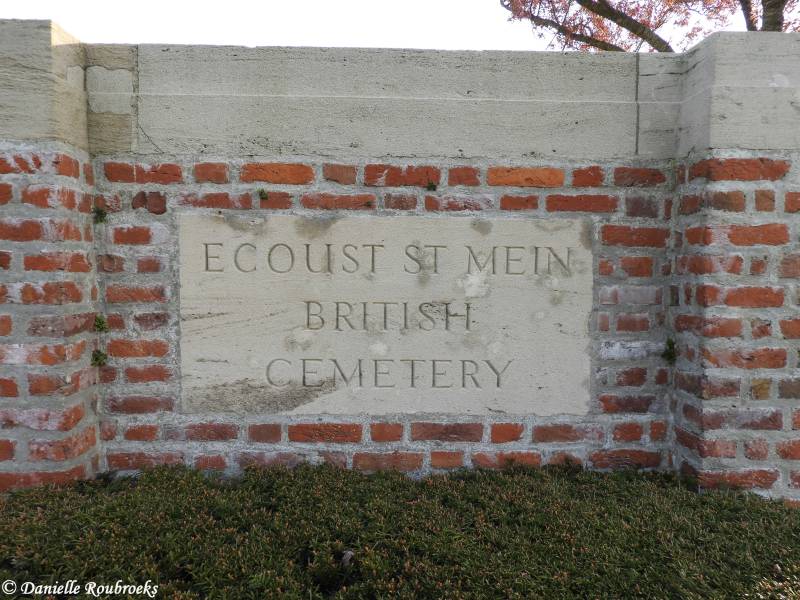 ECOUST ST MEIN
BRITISH
CEMETERY
© Danielle Roubroeks